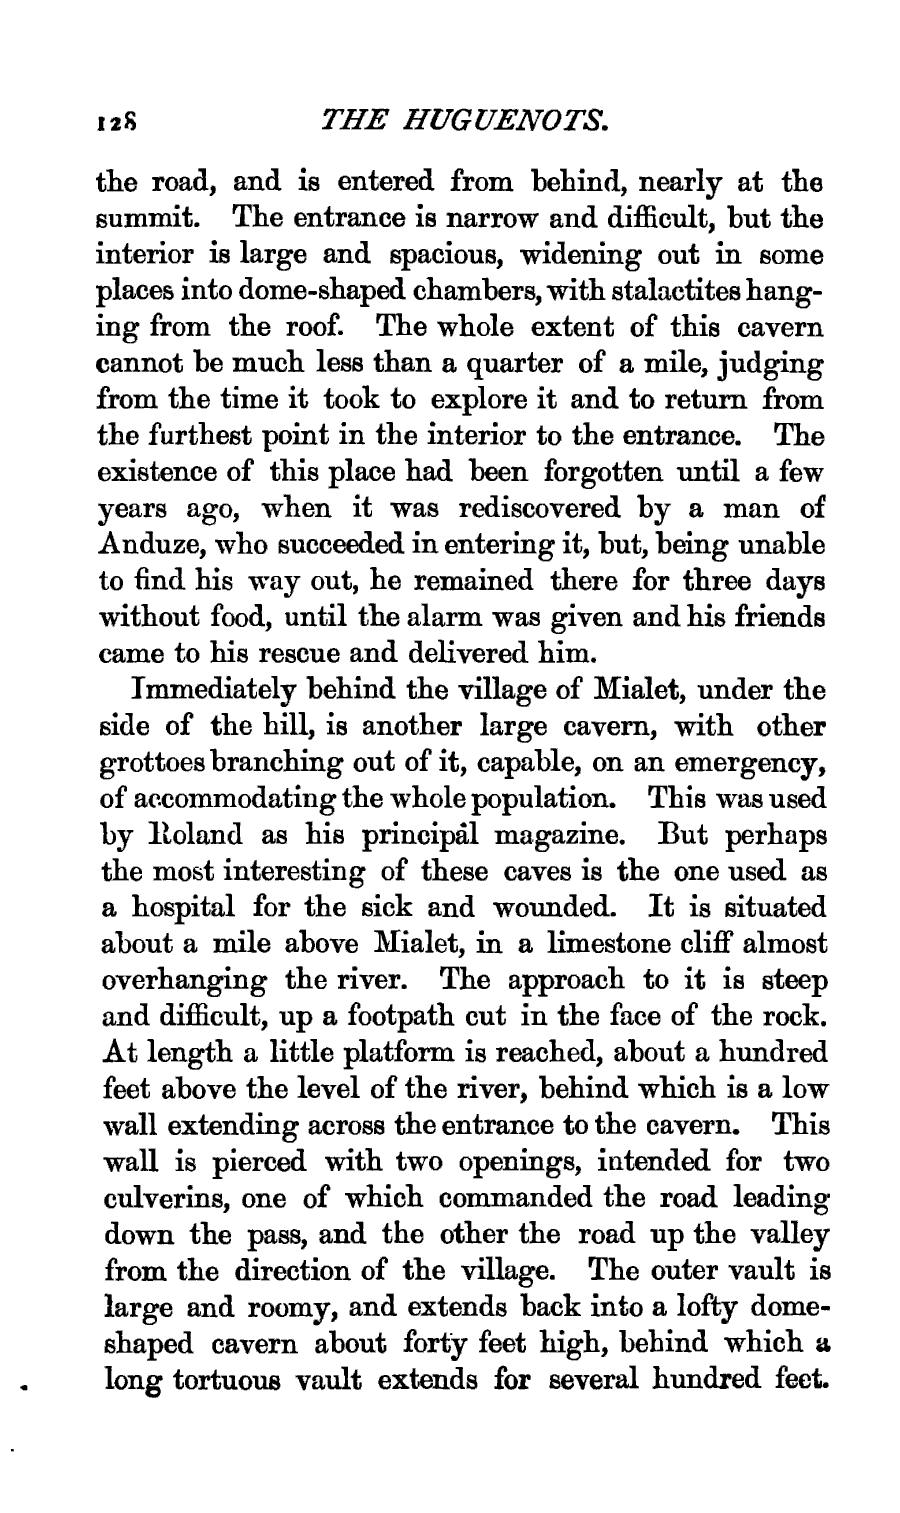 128 THE HUGUENOTS.
the road, and is entered from behind, nearly at the
summit. The entrance is narrow and difficult, but the
interior is large and spacious, widening out in some
places into dome-shaped chambers, with stalactites hang-
ing from the roof. The whole extent of this cavern
cannot be much less than a quarter of a mile, judging
from the time it took to explore it and to return from
the furthest point in the interior to the entrance. The
existence of this place had been forgotten until a few
years ago, when it was rediscovered by a man of
Anduze, who succeeded in entering it, but, being unable
to find his way out, he remained there for three days
without food, until the alarm was given and his friends
came to his rescue and delivered him.
Immediately behind the village of Mialet, under the
side of the hill, is another large cavern, with other
grottoes branching out of it, capable, on an emergency,
of accommodating the whole population. This was used
by Roland as his principal magazine. But perhaps
the most interesting of these caves is the one used as
a hospital for the sick and wounded. It is situated
about a mile above Mialet, in a limestone cliff almost
overhanging the river. The approach to it is steep
and difficult, up a footpath cut in the face of the rock.
At length a little platform is reached, about a hundred
feet above the level of the river, behind which is a low
wall extending across the entrance to the cavern. This
wall is pierced with two openings, intended for two
culverins, one of which commanded the road leading
down the pass, and the other the road up the valley
from the direction of the village. The outer vault is
large and roomy, and extends back into a lofty dome-
shaped cavern about forty feet high, behind which a
long tortuous vault extends for several hundred feet.